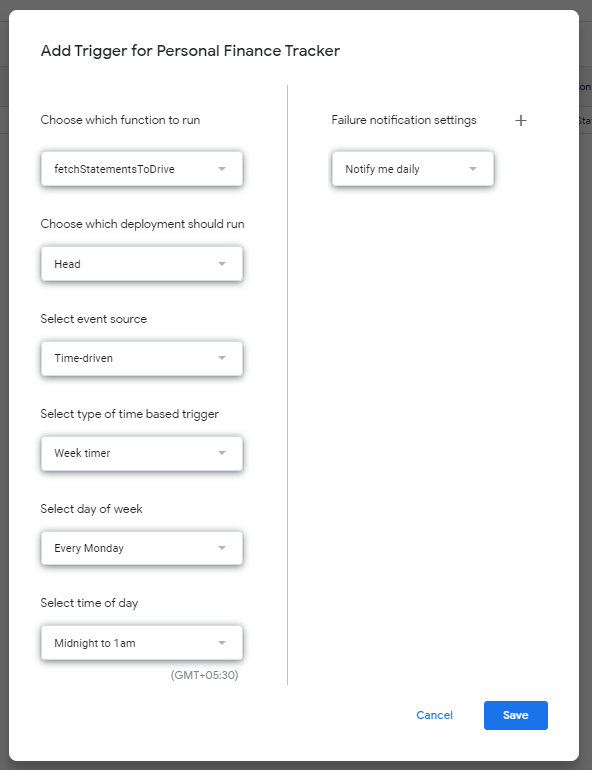 Add Trigger for Personal Finance Tracker
Choose which function to run
fetchStatementsToDrive
Choose which deployment should run
Head
Select event source
Time-driven
Select type of time based trigger
Week timer
Select day of week
Every Monday
Select time of day
Midnight to 1am
(GMT+05:30)
Failure notification settings +
Notify me daily
Cancel
Save